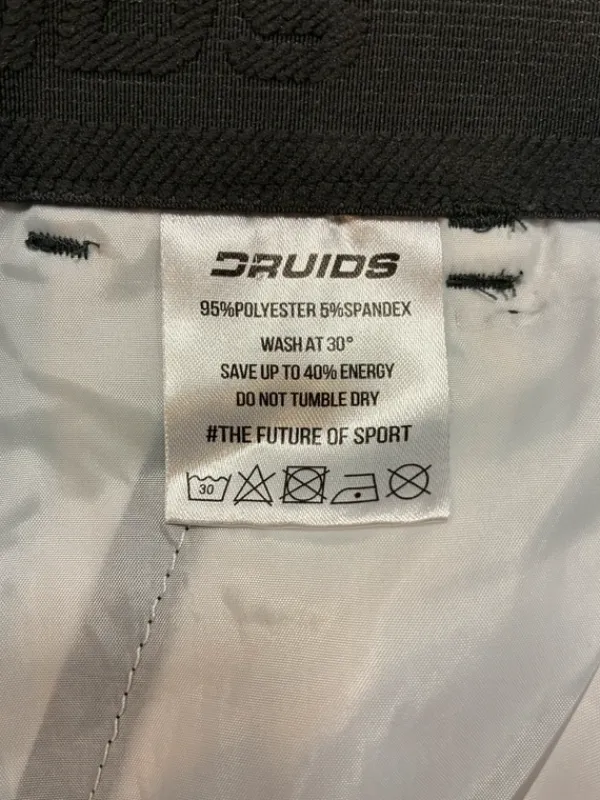 DRUIDS
95%POLYESTER 5%SPANDEX
WASH AT 30°
SAVE UP TO 40% ENERGY
DO NOT TUMBLE DRY
#THE FUTURE OF SPORT
30